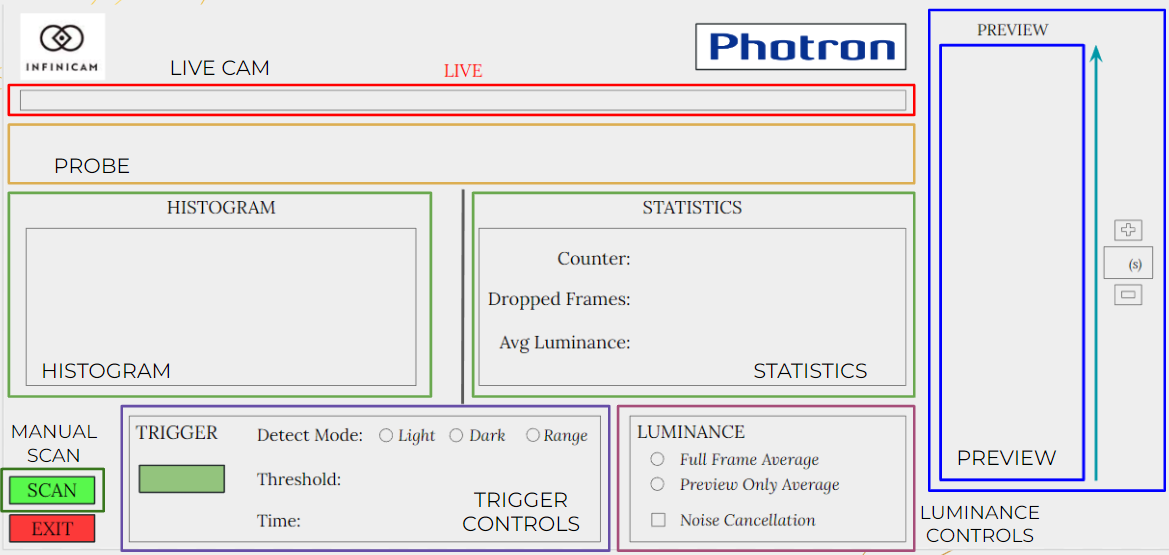 INFINICAM
LIVE CAM
LIVE
Photron
PREVIEW
PROBE
HISTOGRAM
STATISTICS
Counter:
Dropped Frames:
Avg Luminance:
(s)
HISTOGRAM
STATISTICS
PREVIEW
MANUAL
SCAN
SCAN
EXIT
TRIGGER
Detect Mode: Light Dark Range
Threshold:
Time:
TRIGGER
CONTROLS
LUMINANCE
Full Frame Average
Preview Only Average
Noise Cancellation
LUMINANCE
CONTROLS